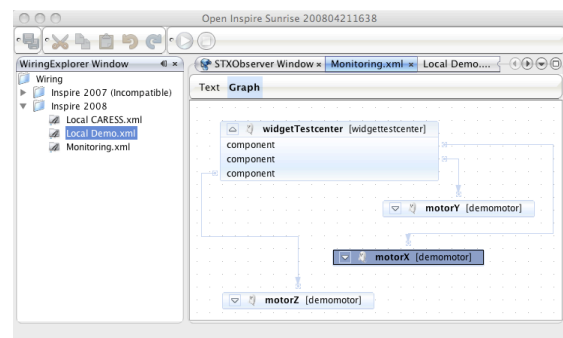 Open Inspire Sunrise 200804211638
WiringExplorer Window
STXObserver Window
Monitoring.xml
Local Demo....
Wiring
Inspire 2007 (Incompatible)
Inspire 2008
Local CARESS.xml
Local Demo.xml
Monitoring.xml
Text Graph
widgetTestcenter [widgettestcenter]
component
component
component
motorY [demomotor]
motorX [demomotor]
motorZ [demomotor]